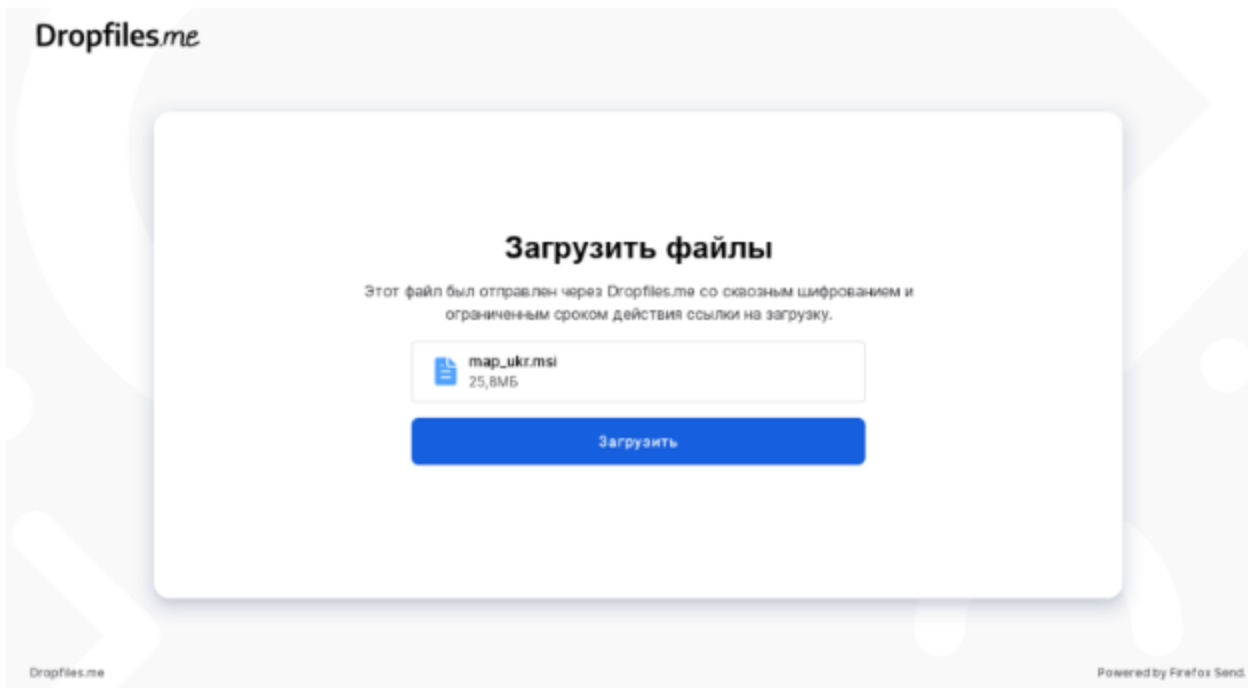 Dropfiles.me
Загрузить файлы
Этот файл был отправлен через Dropfiles.me со сквозным шифрованием и
ограниченным сроком действия ссылки на загрузку.
map_ukr.msi
25,8МБ
Загрузить
Dropfiles.me
Powered by Firefox Send.